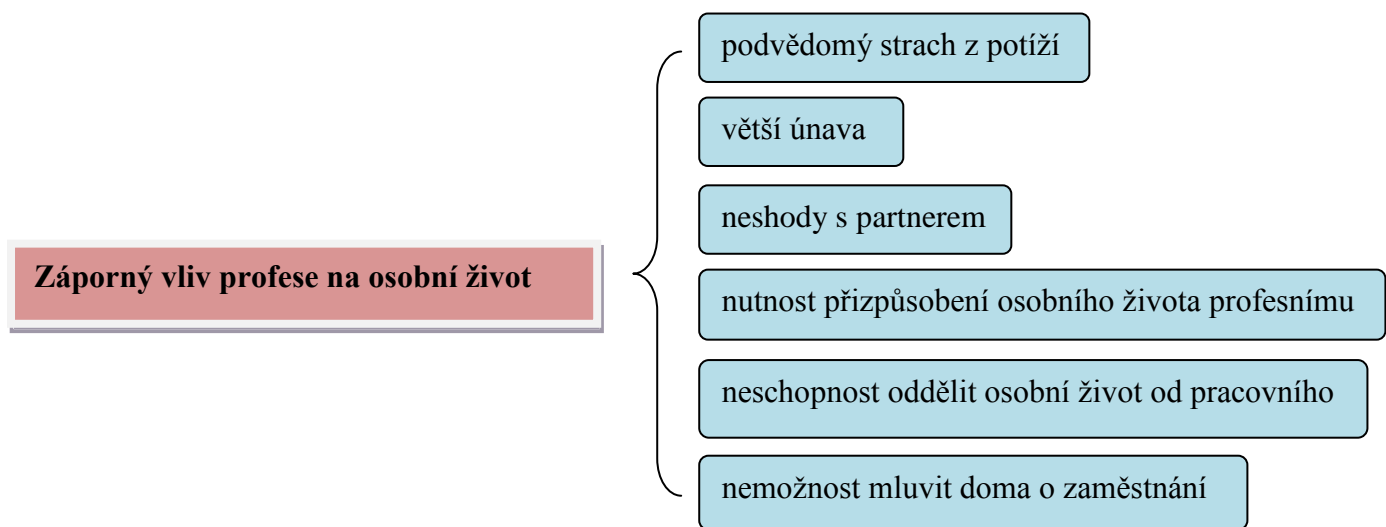 podvědomý strach z potíží
větší únava
neshody s partnerem
Záporný vliv profese na osobní život
nutnost přizpůsobení osobního života profesnímu
neschopnost oddělit osobní život od pracovního
nemožnost mluvit doma o zaměstnání